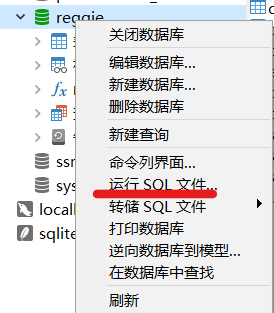 reggie
关闭数据库
编辑数据库...
新建数据库...
删除数据库
新建查询
命令列界面...
运行 SQL 文件...
转储 SQL 文件
打印数据库
逆向数据库到模型...
在数据库中查找
刷新
ssr
sys
locall
sqlite